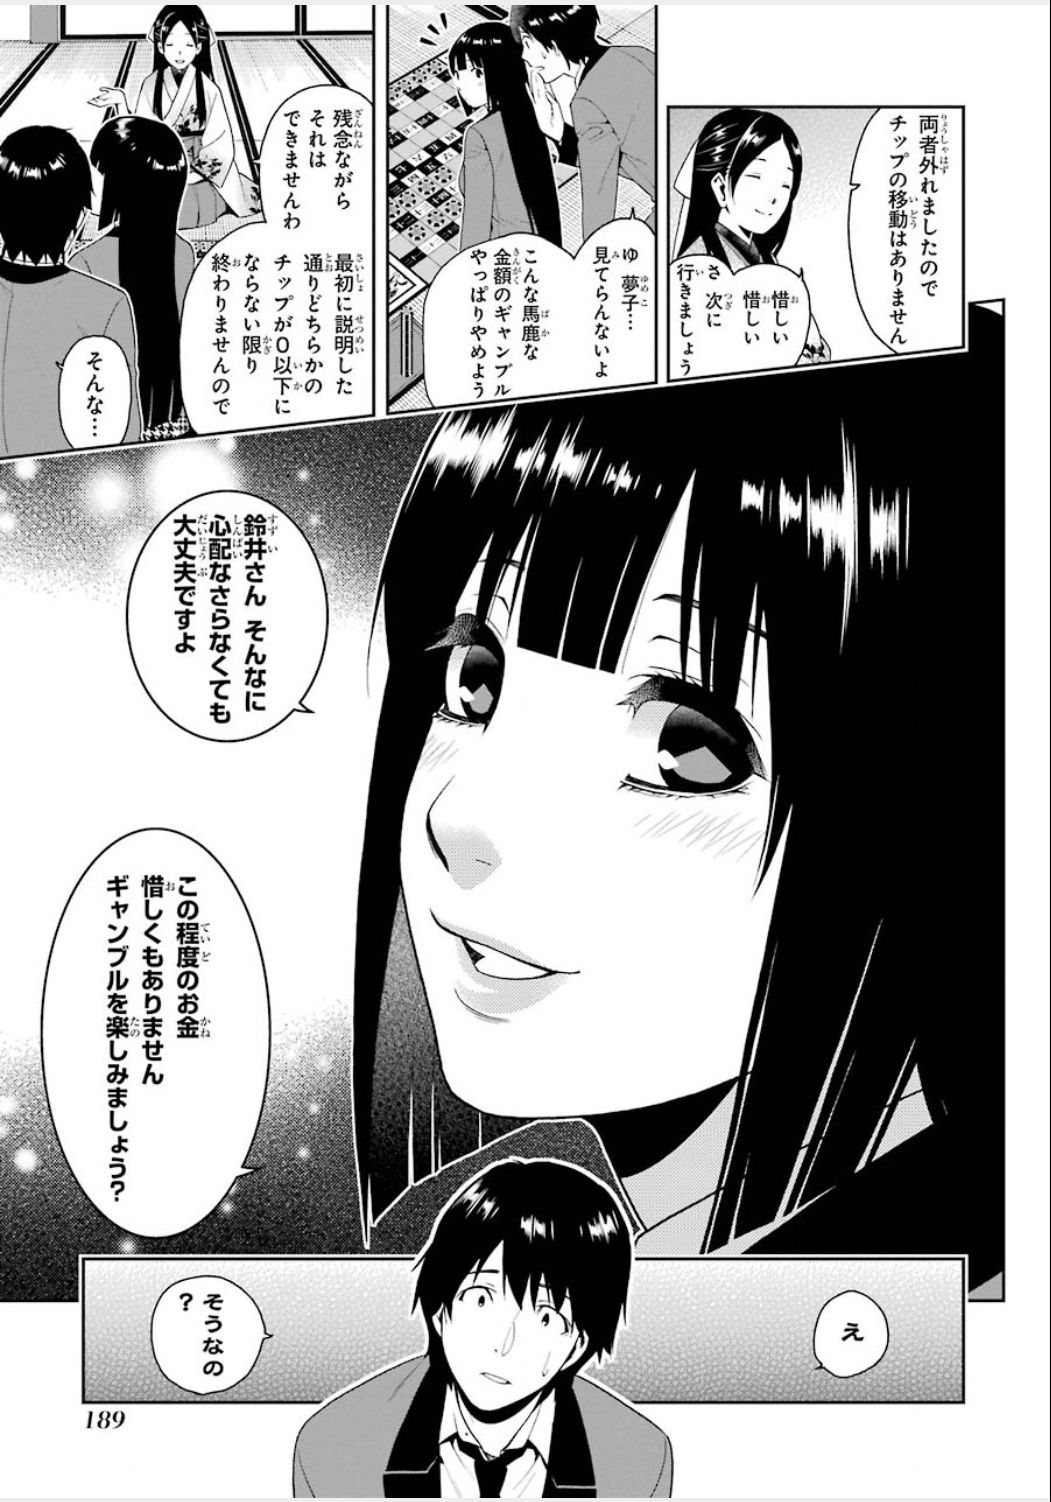 両者外れましたので
チップの移動はありません
惜しい
惜しい
さ 次に
行きましょう
ゆ 夢子…
見てらんないよ
こんな馬鹿な
金額のギャンブル
やっぱりやめよう
残念ながら
それは
できませんわ
最初に説明した
通りどちらかの
チップが0以下に
ならない限り
終わりませんので
そんな…
鈴井さん そんなに
心配なさらなくても
大丈夫ですよ
この程度のお金
惜しくもありません
ギャンブルを楽しみましょう?
え
そうなの
?
189